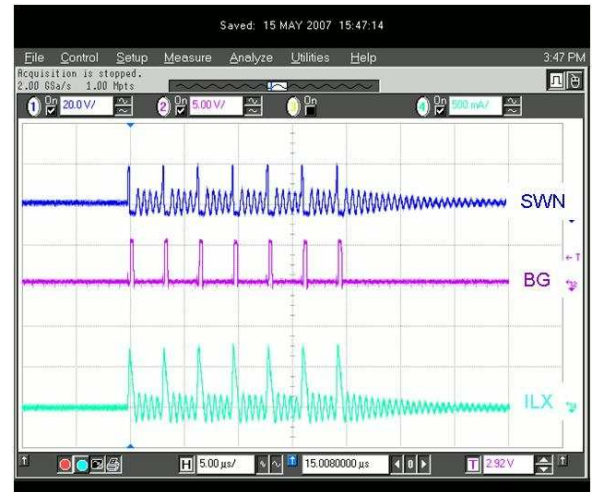 Saved: 15 MAY 2007 15:47:14
File Control Setup Measure Analyze Utilities Help 3:47 PM
Acquisition is stopped.
2.00 GSa/s 1.00 Mpts
1 On 20.0 V/ 2 On 5.00 V/ 3 On 4 On 500 mA/
SWN
T
BG
ILX
H 5.00 µs/ 15.0080000 µs 0 T 2.92 V